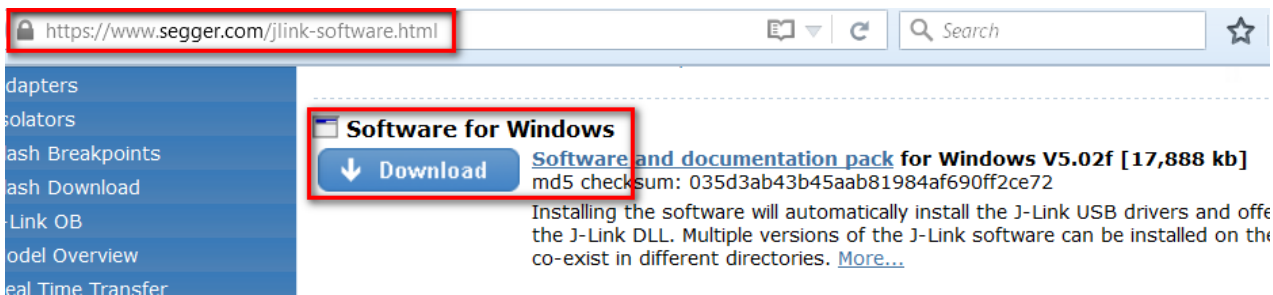 https://www.segger.com/jlink-software.html
Search
dapters
solators
lash Breakpoints
lash Download
-Link OB
odel Overview
eal Time Transfer
Software for Windows
Download
Software and documentation pack for Windows V5.02f [17,888 kb]
md5 checksum: 035d3ab43b45aab81984af690ff2ce72
Installing the software will automatically install the J-Link USB drivers and offe
the J-Link DLL. Multiple versions of the J-Link software can be installed on the
co-exist in different directories. More...